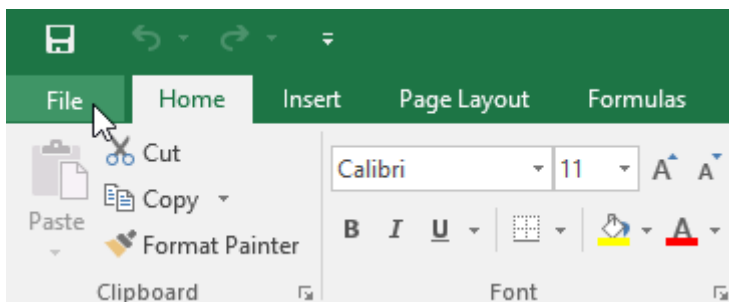 File Home Insert Page Layout Formulas
Cut
Calibri 11 A A
Copy
Paste
B I U A
Format Painter
Clipboard Font